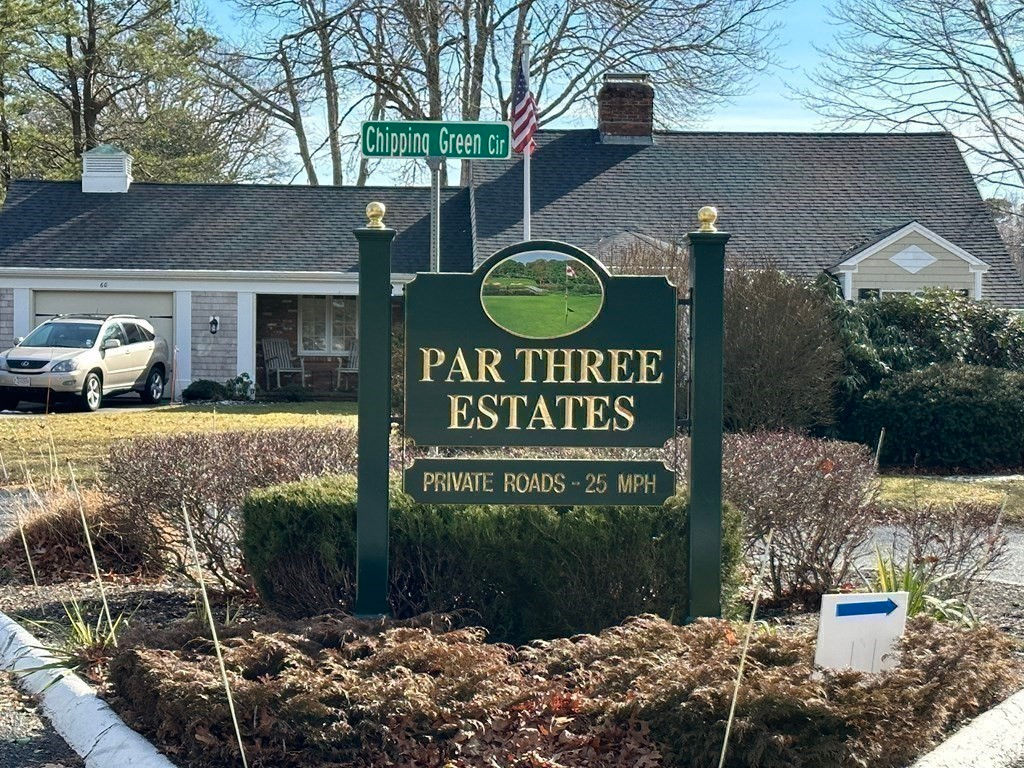 Chipping Green Cir
60
PAR THREE
ESTATES
PRIVATE ROADS - 25 MPH